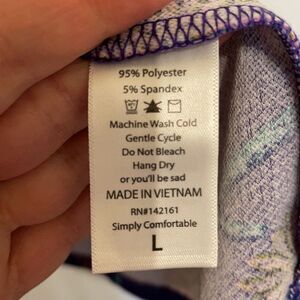 95% Polyester
5% Spandex
Machine Wash Cold
Gentle Cycle
Do Not Bleach
Hang Dry
or you'll be sad
MADE IN VIETNAM
RN#142161
Simply Comfortable
L